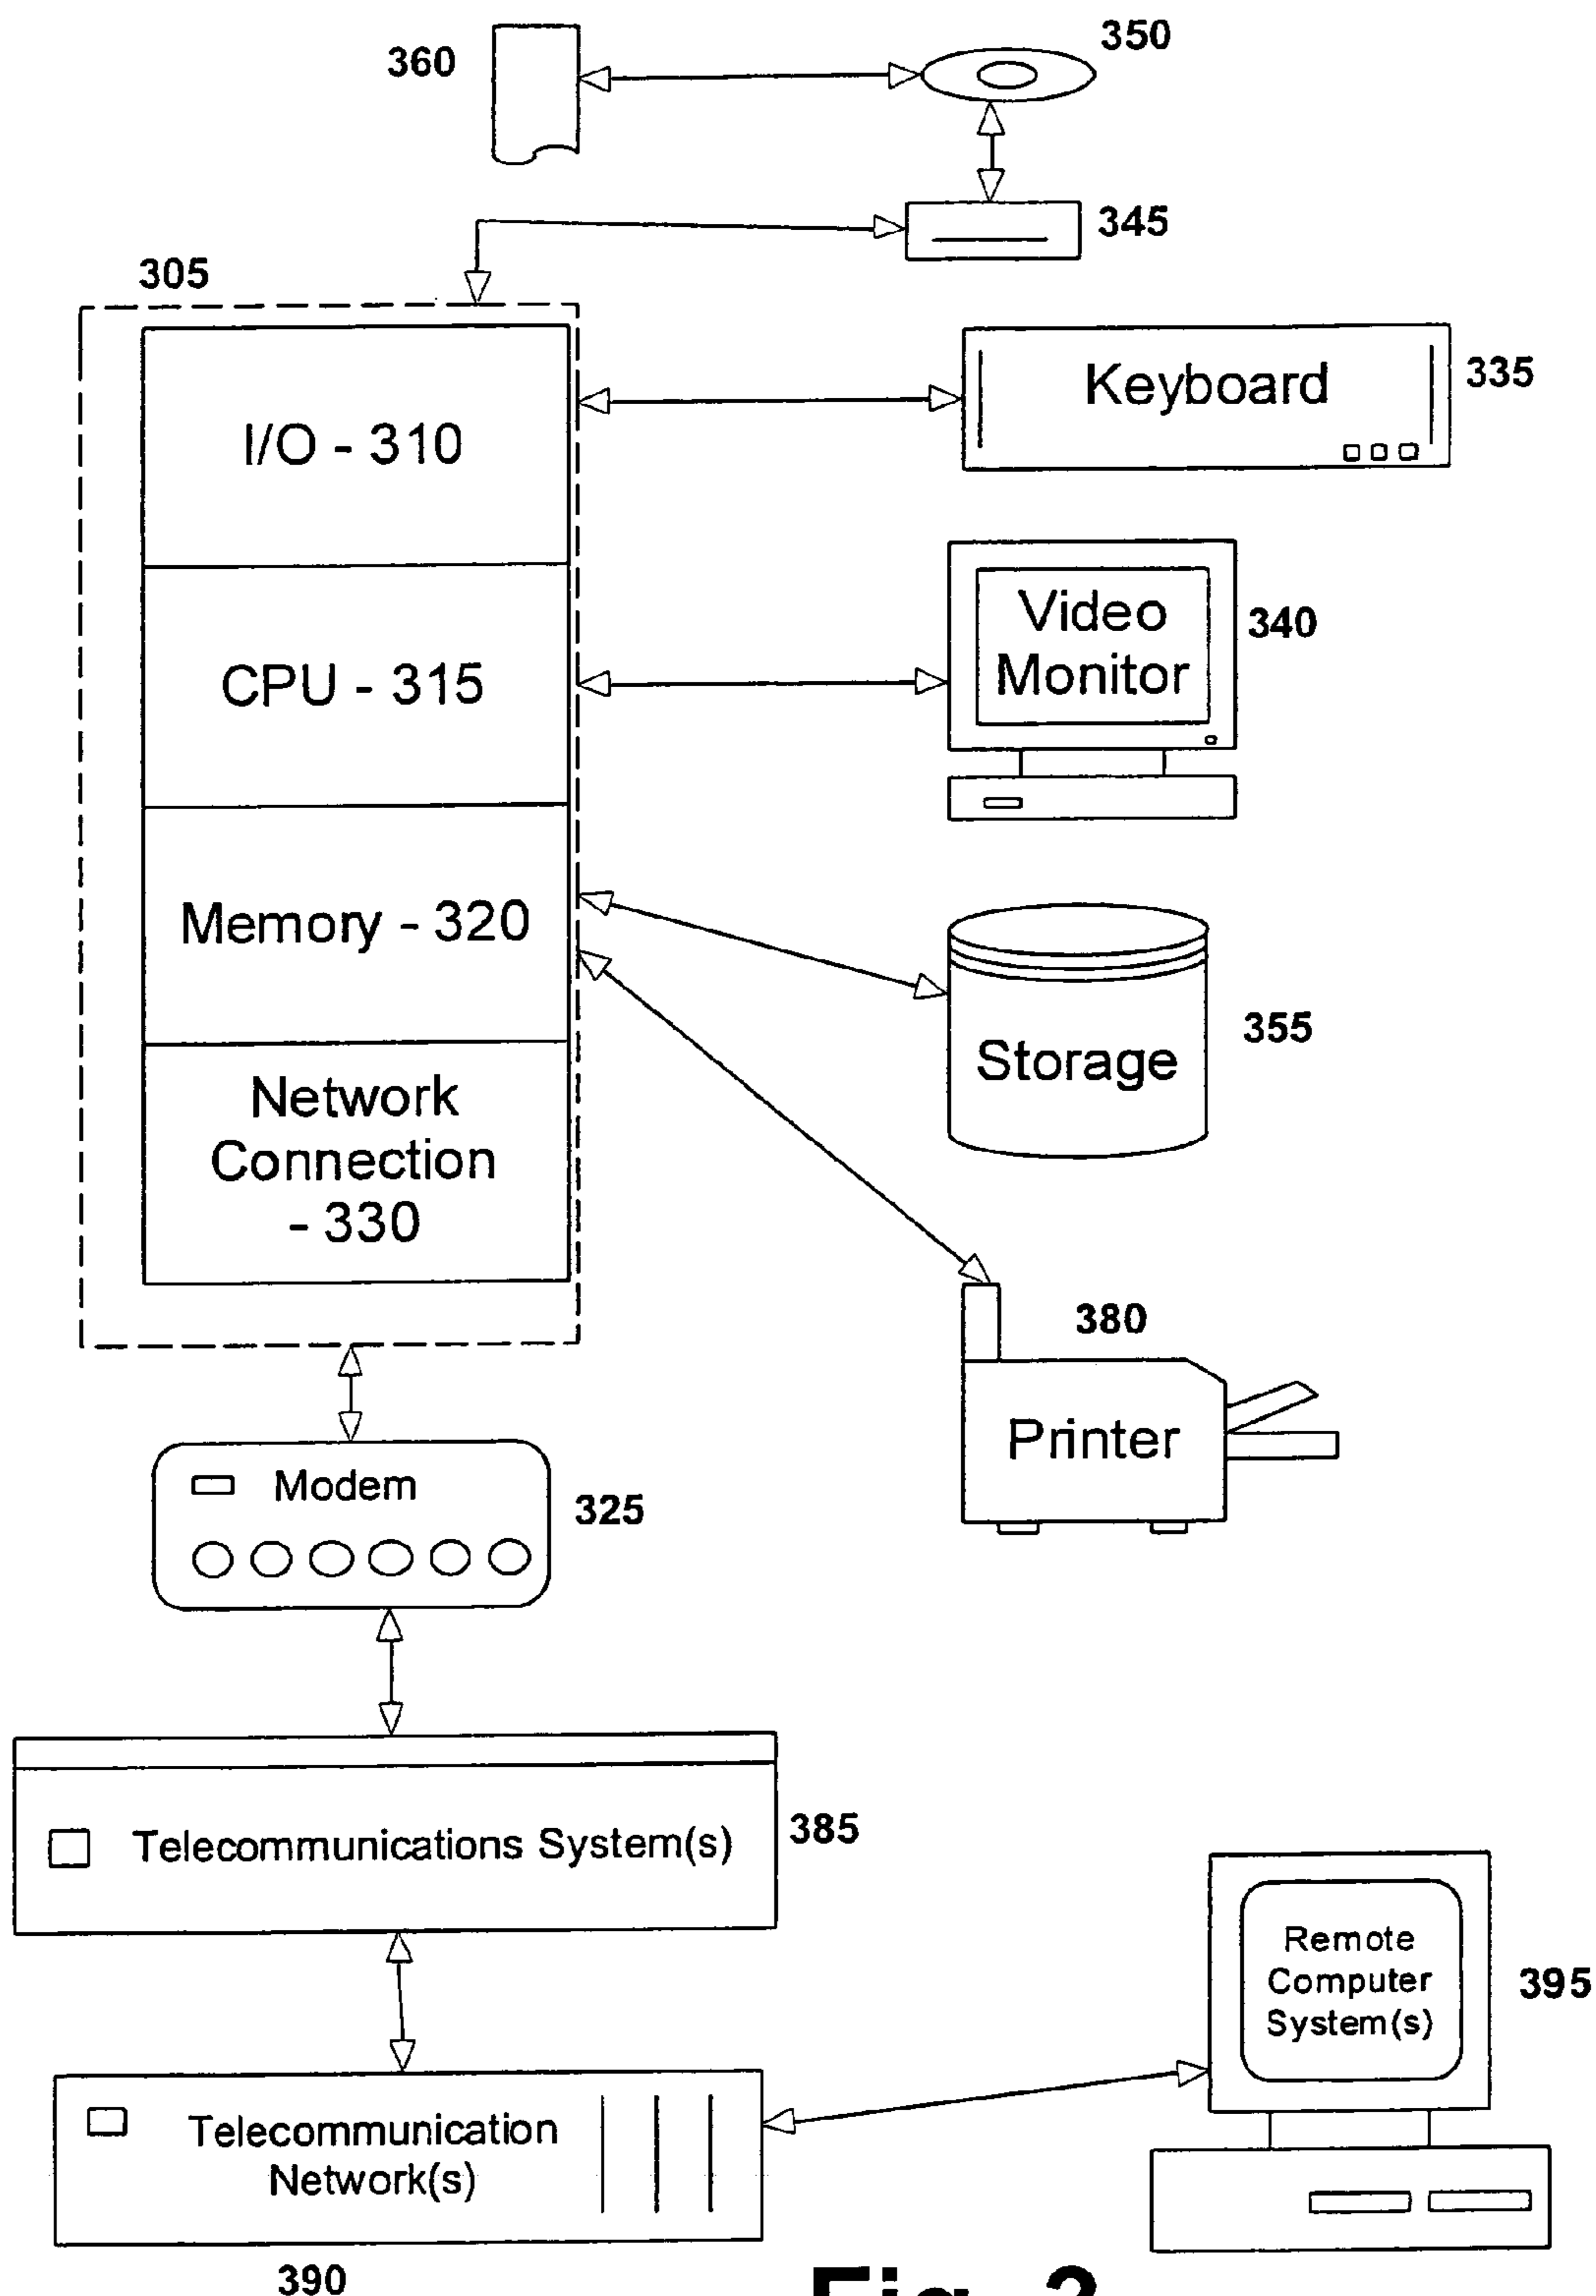 360
350
345
305
I/O - 310
Keyboard
335
CPU - 315
Video
Monitor
340
Memory - 320
Storage
355
Network
Connection
- 330
380
Printer
Modem
325
Telecommunications System(s)
385
Remote
Computer
System(s)
395
Telecommunication
Network(s)
390